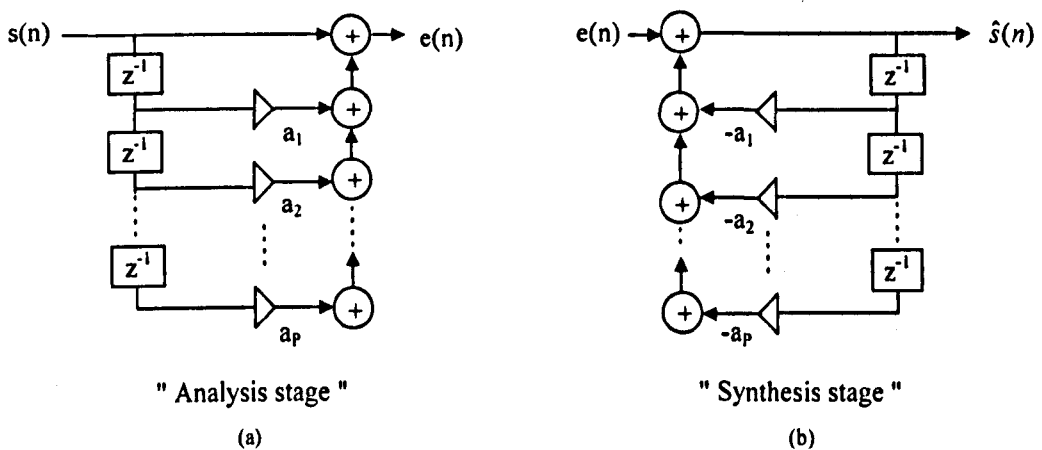 s(n)
+
e(n)
z⁻¹
+
a₁
z⁻¹
+
a₂
z⁻¹
+
aₚ
" Analysis stage "
(a)
e(n)
+
ŝ(n)
z⁻¹
+
-a₁
z⁻¹
+
-a₂
z⁻¹
+
-aₚ
" Synthesis stage "
(b)